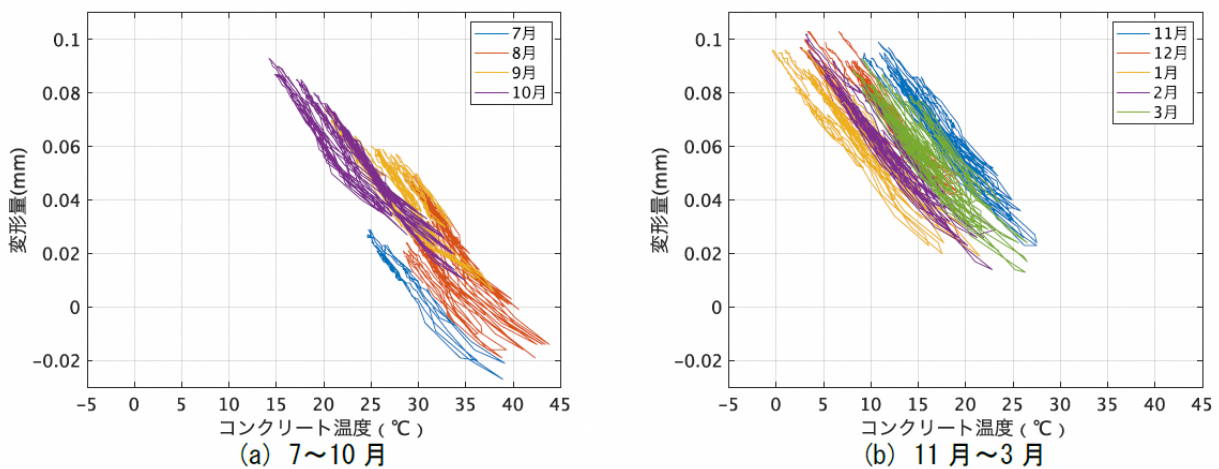 0.1
0.08
0.06
0.04
0.02
0
-0.02
変形量(mm)
7月
8月
9月
10月
-5 0 5 10 15 20 25 30 35 40 45
コンクリート温度（℃）
(a) 7～10 月
0.1
0.08
0.06
0.04
0.02
0
-0.02
変形量(mm)
11月
12月
1月
2月
3月
-5 0 5 10 15 20 25 30 35 40 45
コンクリート温度（℃）
(b) 11 月～3 月